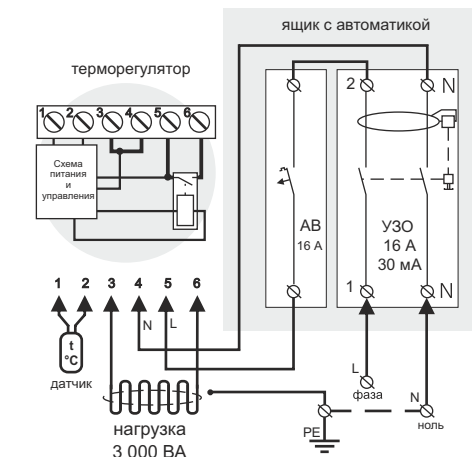 ящик с автоматикой
терморегулятор
1 2 3 4 5 6
Схема
питания
и
управления
2 N
АВ
16 А
УЗО
16 А
30 мА
1 N
1 2 3 4 5 6
N L
t
°C
датчик
L
фаза
N
ноль
PE
нагрузка
3 000 ВА